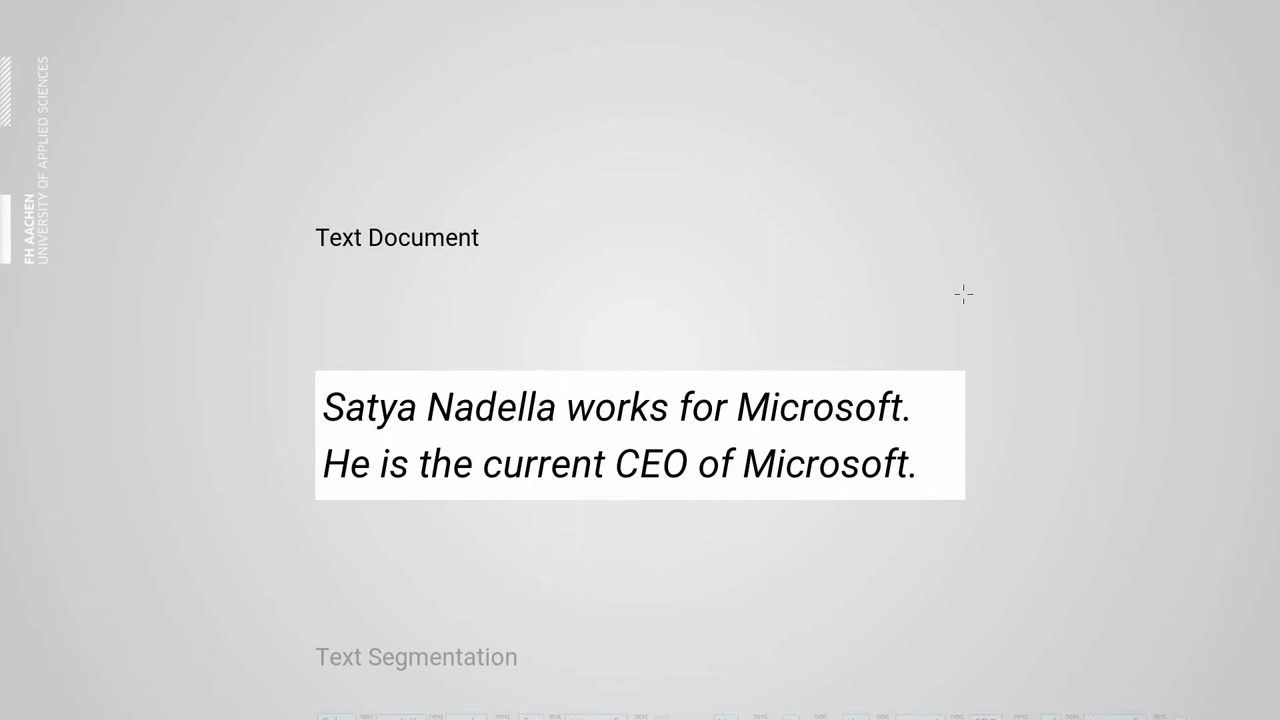 FH AACHEN
UNIVERSITY OF APPLIED SCIENCES
Text Document
Satya Nadella works for Microsoft.
He is the current CEO of Microsoft.
Text Segmentation